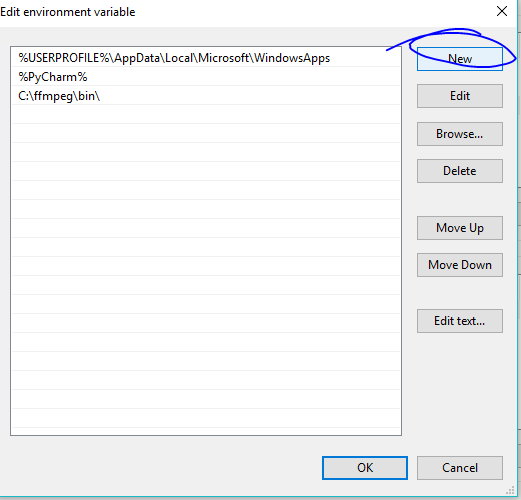 Edit environment variable
%USERPROFILE%\AppData\Local\Microsoft\WindowsApps
%PyCharm%
C:\ffmpeg\bin\
New
Edit
Browse...
Delete
Move Up
Move Down
Edit text...
OK
Cancel